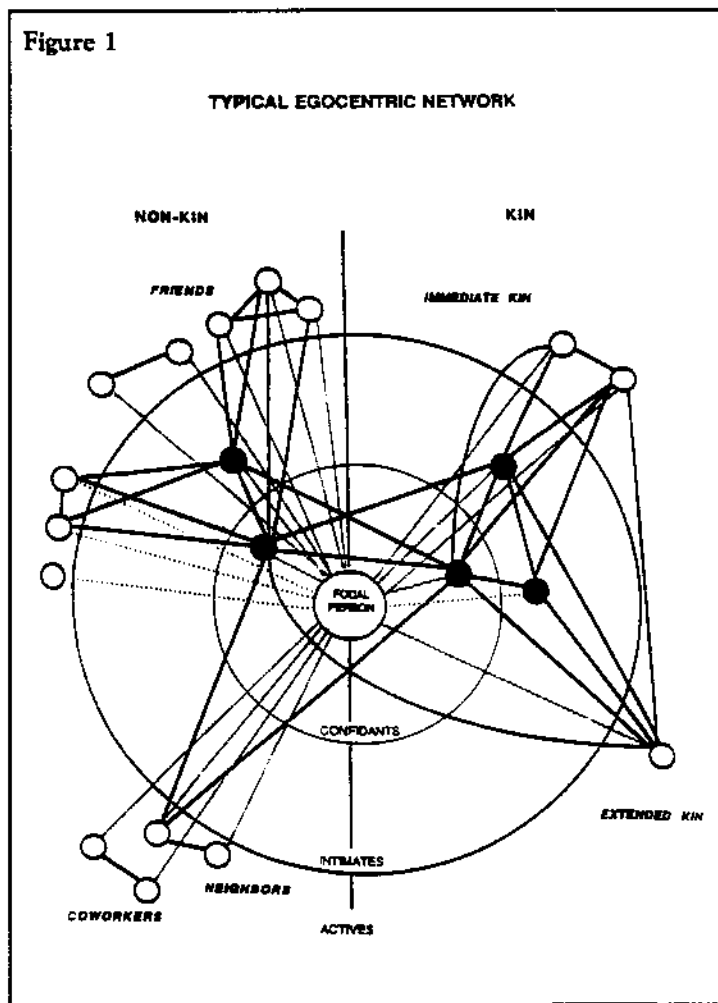 Figure 1
TYPICAL EGOCENTRIC NETWORK
NON-KIN
KIN
FRIENDS
IMMEDIATE KIN
FOCAL
PERSON
CONFIDANTS
EXTENDED KIN
INTIMATES
NEIGHBORS
COWORKERS
ACTIVES